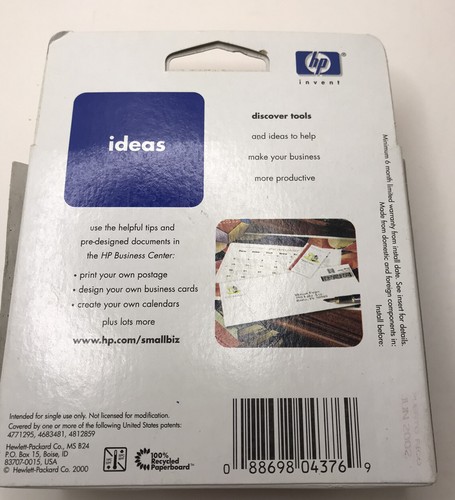 hp
invent
ideas
discover tools
and ideas to help
make your business
more productive
use the helpful tips and
pre-designed documents in
the HP Business Center:
• print your own postage
• design your own business cards
• create your own calendars
plus lots more
www.hp.com/smallbiz
Minimum 6 month limited warranty from install date. See insert for details.
Made from domestic and foreign components in:
Install before:
Intended for single use only. Not licensed for modification.
Covered by one or more of the following United States patents:
4771295, 4683481, 4812859
Hewlett-Packard Co., MS B24
P.O. Box 15, Boise, ID
83707-0015, USA
© Hewlett-Packard Co. 2000
100%
Recycled
Paperboard™
0 88698 04376 9